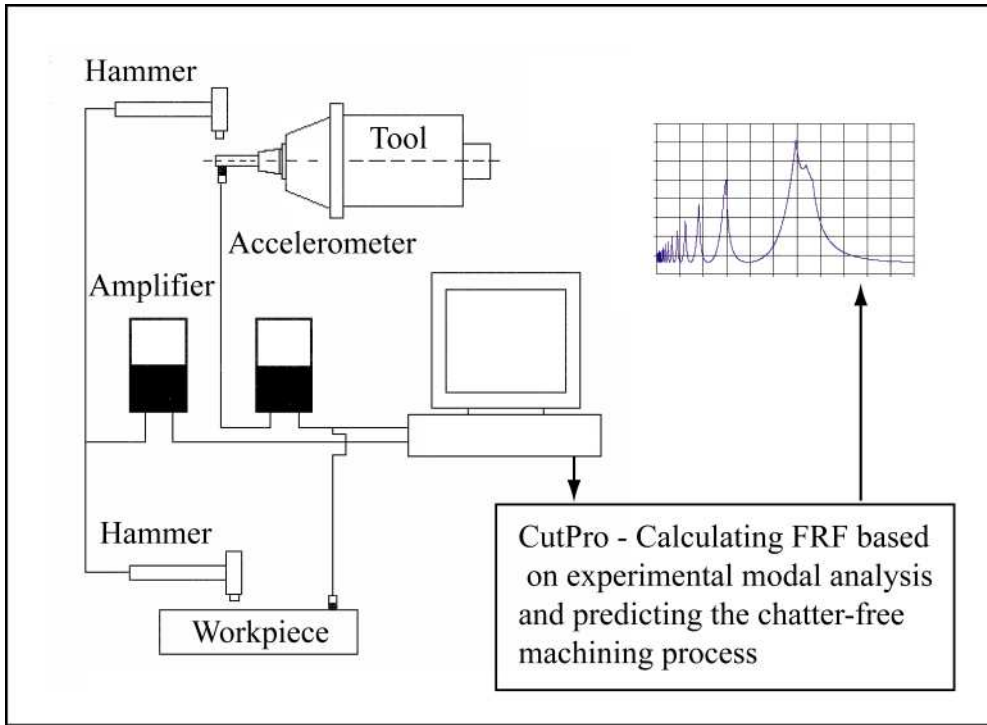 Hammer
Tool
Accelerometer
Amplifier
Hammer
Workpiece
CutPro - Calculating FRF based
on experimental modal analysis
and predicting the chatter-free
machining process